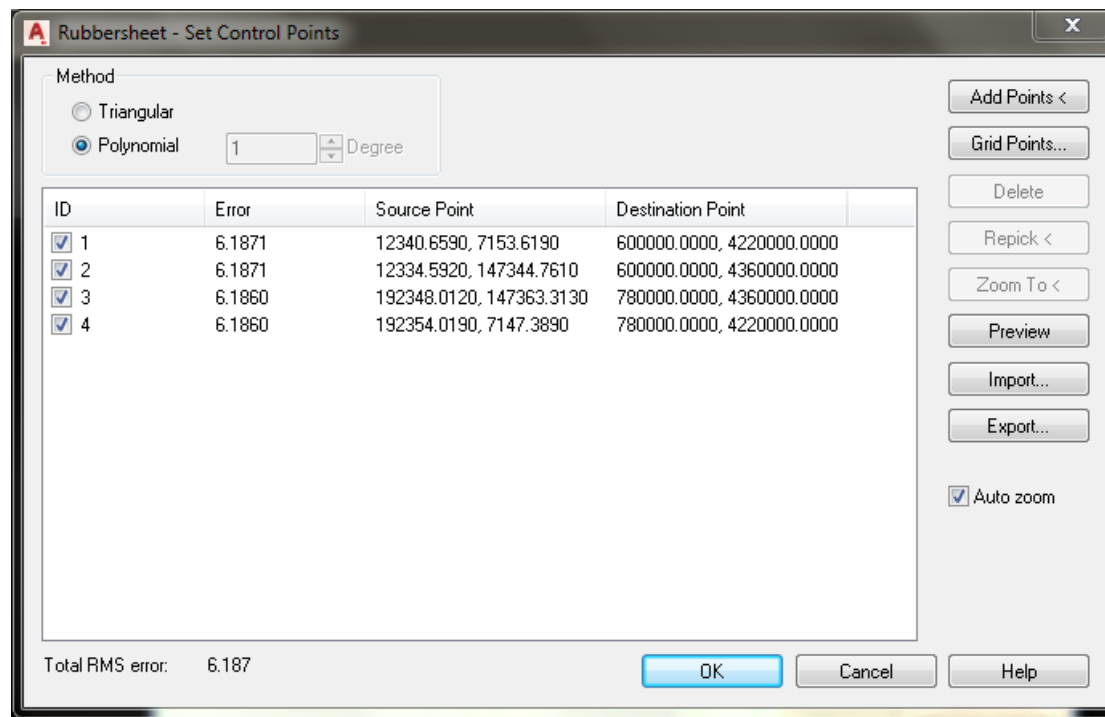 Rubbersheet - Set Control Points
Method
Triangular
Polynomial 1 Degree
Add Points <
Grid Points...
Delete
Repick <
Zoom To <
Preview
Import...
Export...
Auto zoom
ID Error Source Point Destination Point
1 6.1871 12340.6590, 7153.6190 600000.0000, 4220000.0000
2 6.1871 12334.5920, 147344.7610 600000.0000, 4360000.0000
3 6.1860 192348.0120, 147363.3130 780000.0000, 4360000.0000
4 6.1860 192354.0190, 7147.3890 780000.0000, 4220000.0000
Total RMS error: 6.187
OK Cancel Help